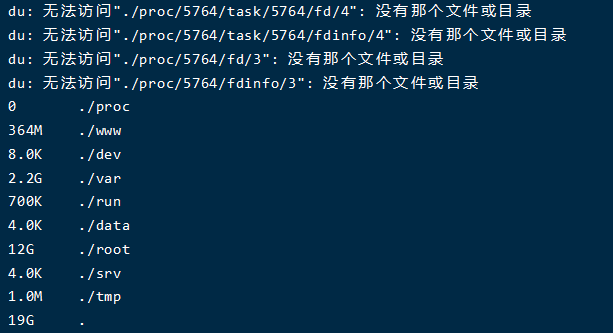 du: 无法访问"./proc/5764/task/5764/fd/4": 没有那个文件或目录
du: 无法访问"./proc/5764/task/5764/fdinfo/4": 没有那个文件或目录
du: 无法访问"./proc/5764/fd/3": 没有那个文件或目录
du: 无法访问"./proc/5764/fdinfo/3": 没有那个文件或目录
0 ./proc
364M ./www
8.0K ./dev
2.2G ./var
700K ./run
4.0K ./data
12G ./root
4.0K ./srv
1.0M ./tmp
19G .